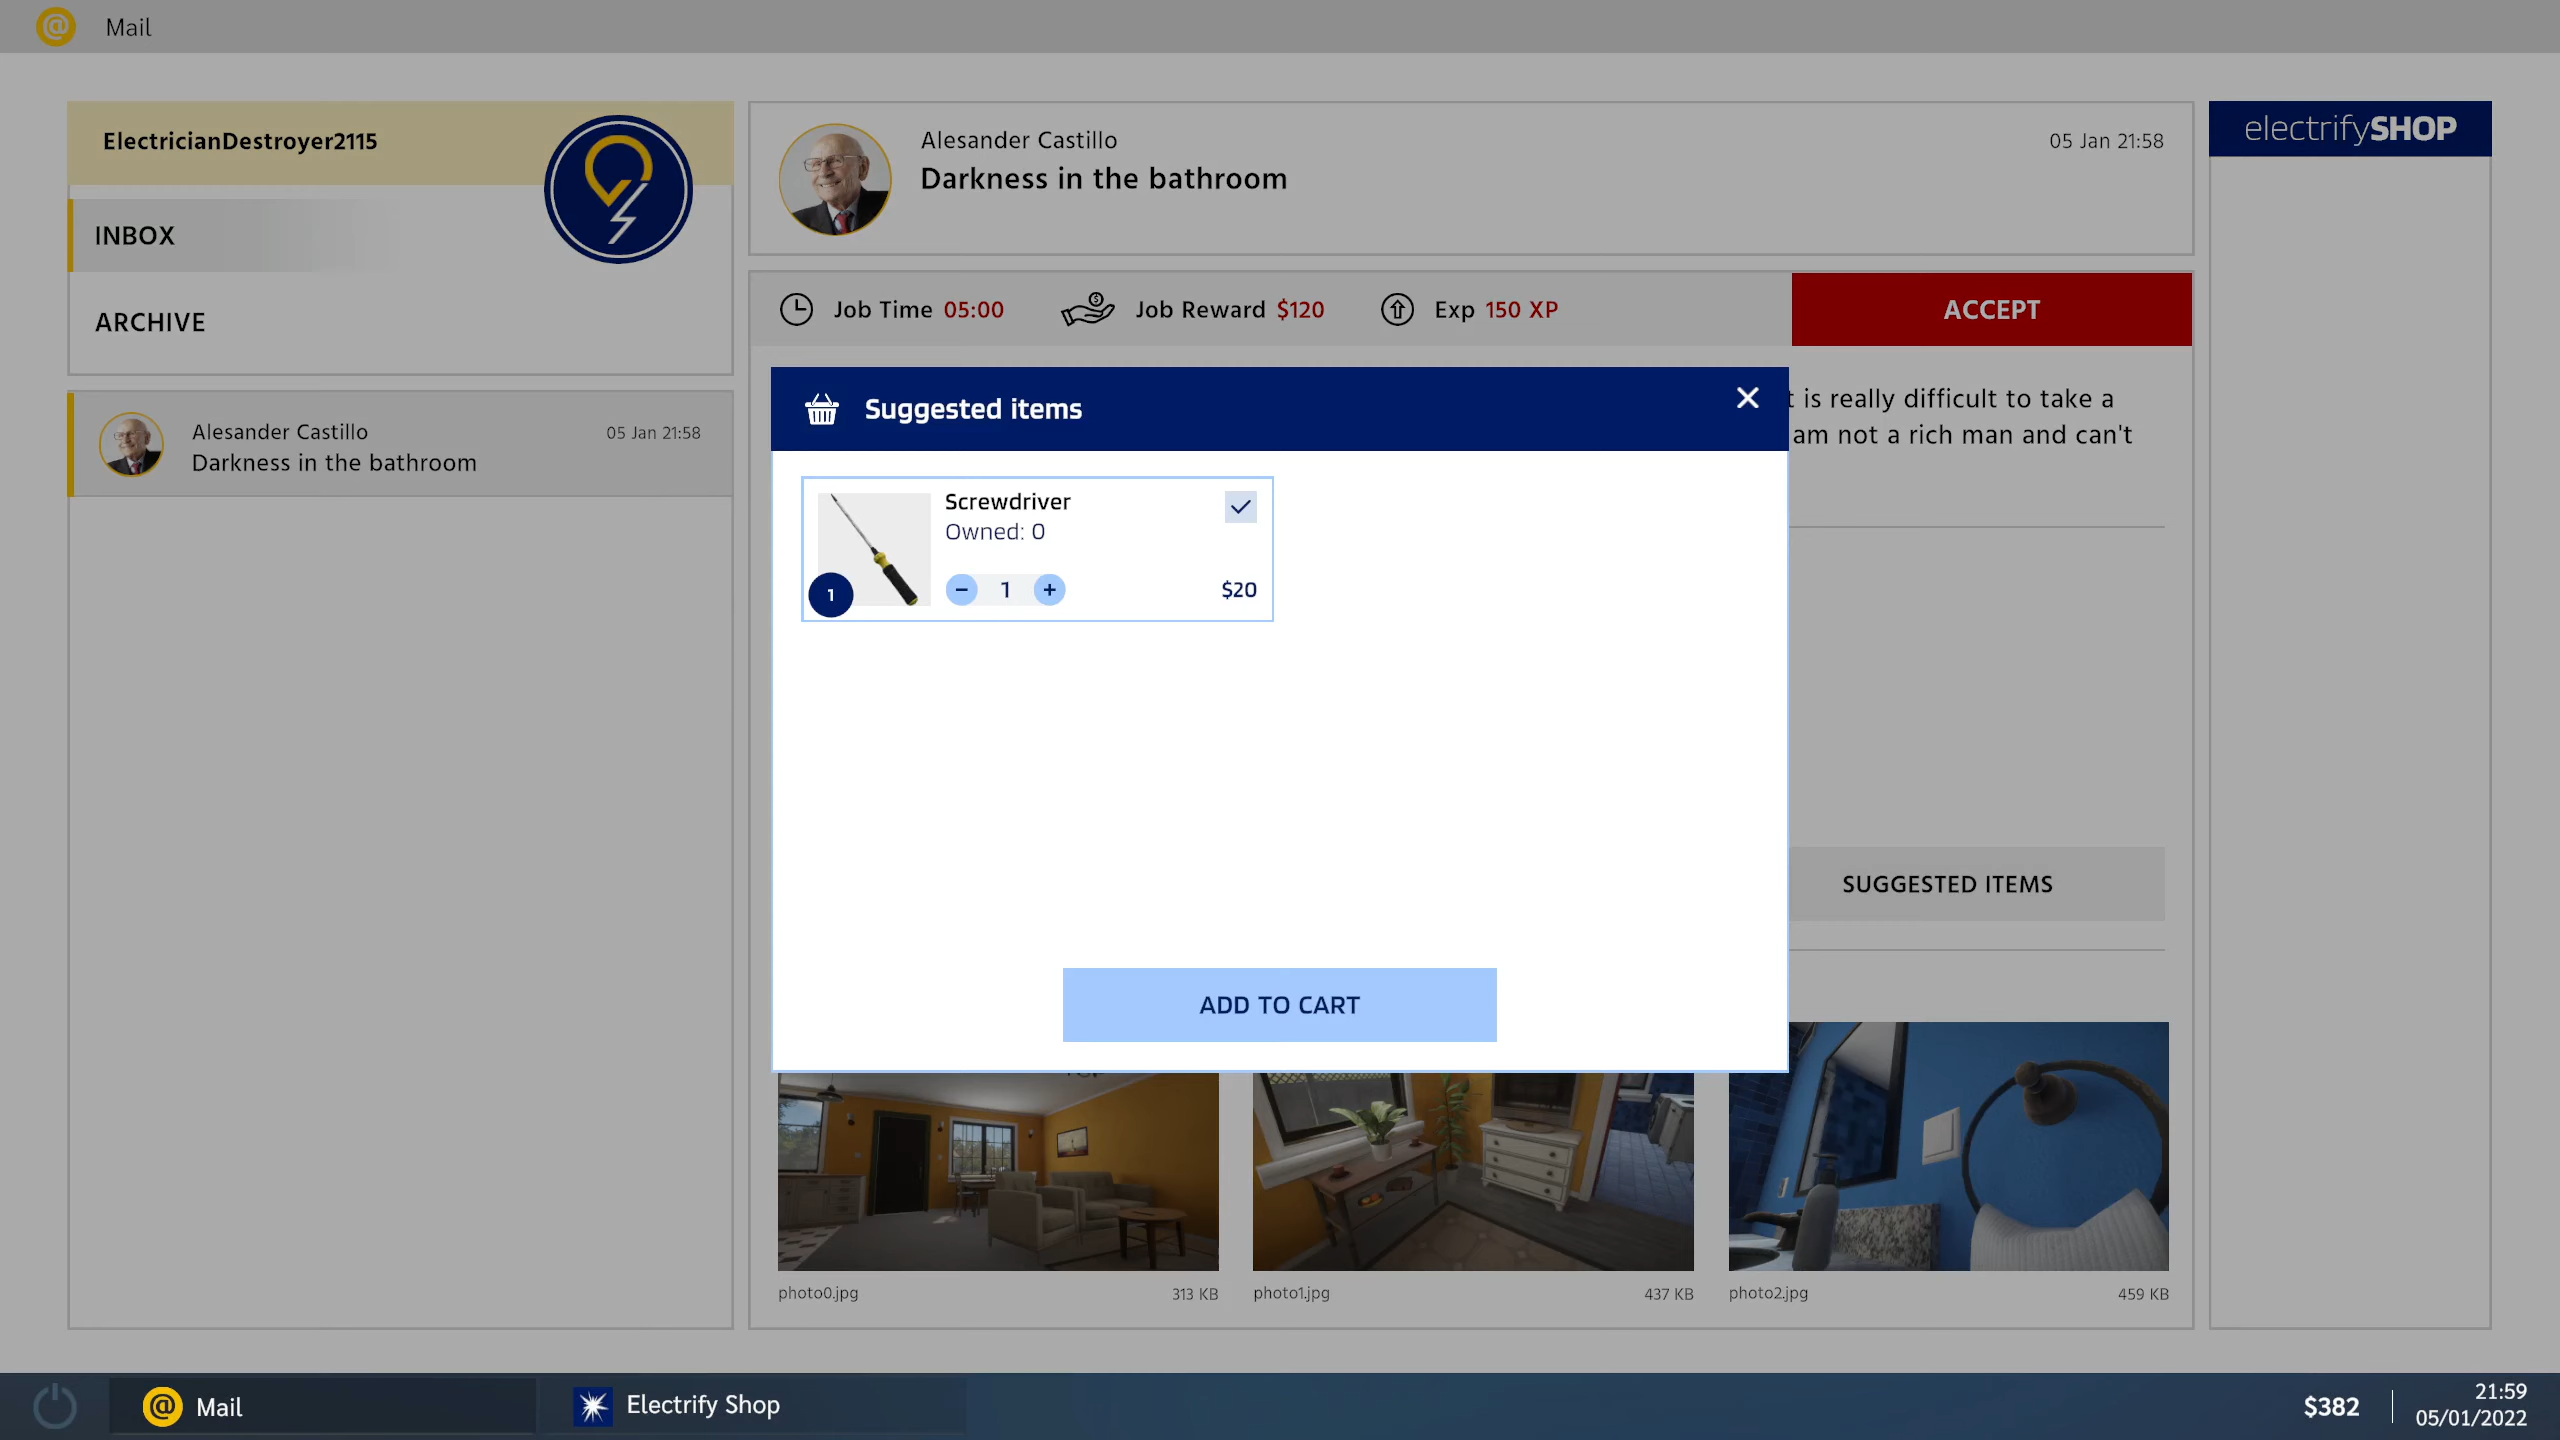 Mail
ElectricianDestroyer2115
INBOX
ARCHIVE
Alesander Castillo
05 Jan 21:58
Darkness in the bathroom
Alesander Castillo
05 Jan 21:58
Darkness in the bathroom
electrifySHOP
Job Time 05:00
Job Reward $120
Exp 150 XP
ACCEPT
is really difficult to take a
am not a rich man and can't
Suggested items
Screwdriver
Owned: 0
1
− 1 +
$20
ADD TO CART
SUGGESTED ITEMS
photo0.jpg
313 KB
photo1.jpg
437 KB
photo2.jpg
459 KB
Mail
Electrify Shop
$382
21:59
05/01/2022